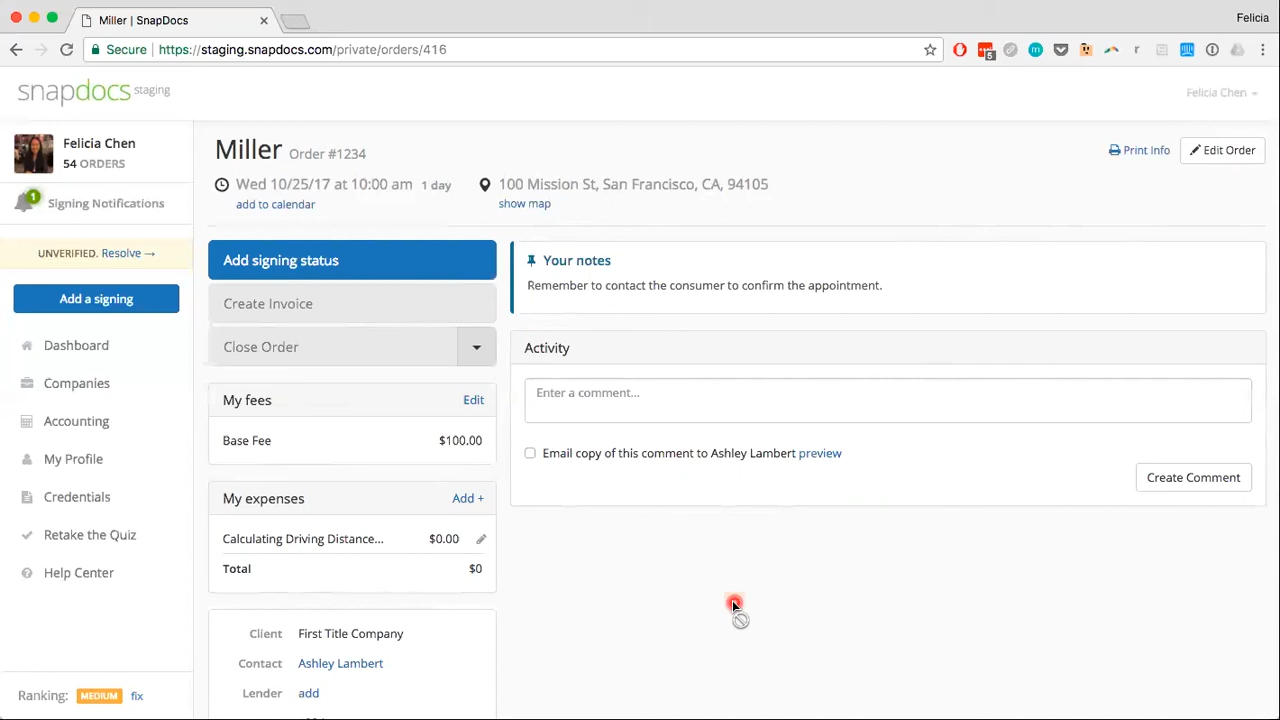 Miller | SnapDocs
Felicia
Secure
https://staging.snapdocs.com/private/orders/416
5
snapdocs staging
Felicia Chen
Felicia Chen
54 ORDERS
1
Signing Notifications
UNVERIFIED. Resolve →
Add a signing
Dashboard
Companies
Accounting
My Profile
Credentials
Retake the Quiz
Help Center
Ranking: MEDIUM fix
Miller Order #1234
Print Info
Edit Order
Wed 10/25/17 at 10:00 am 1 day
add to calendar
100 Mission St, San Francisco, CA, 94105
show map
Add signing status
Create Invoice
Close Order
My fees Edit
Base Fee $100.00
My expenses Add +
Calculating Driving Distance... $0.00
Total $0
Client First Title Company
Contact Ashley Lambert
Lender add
Your notes
Remember to contact the consumer to confirm the appointment.
Activity
Enter a comment...
Email copy of this comment to Ashley Lambert preview
Create Comment